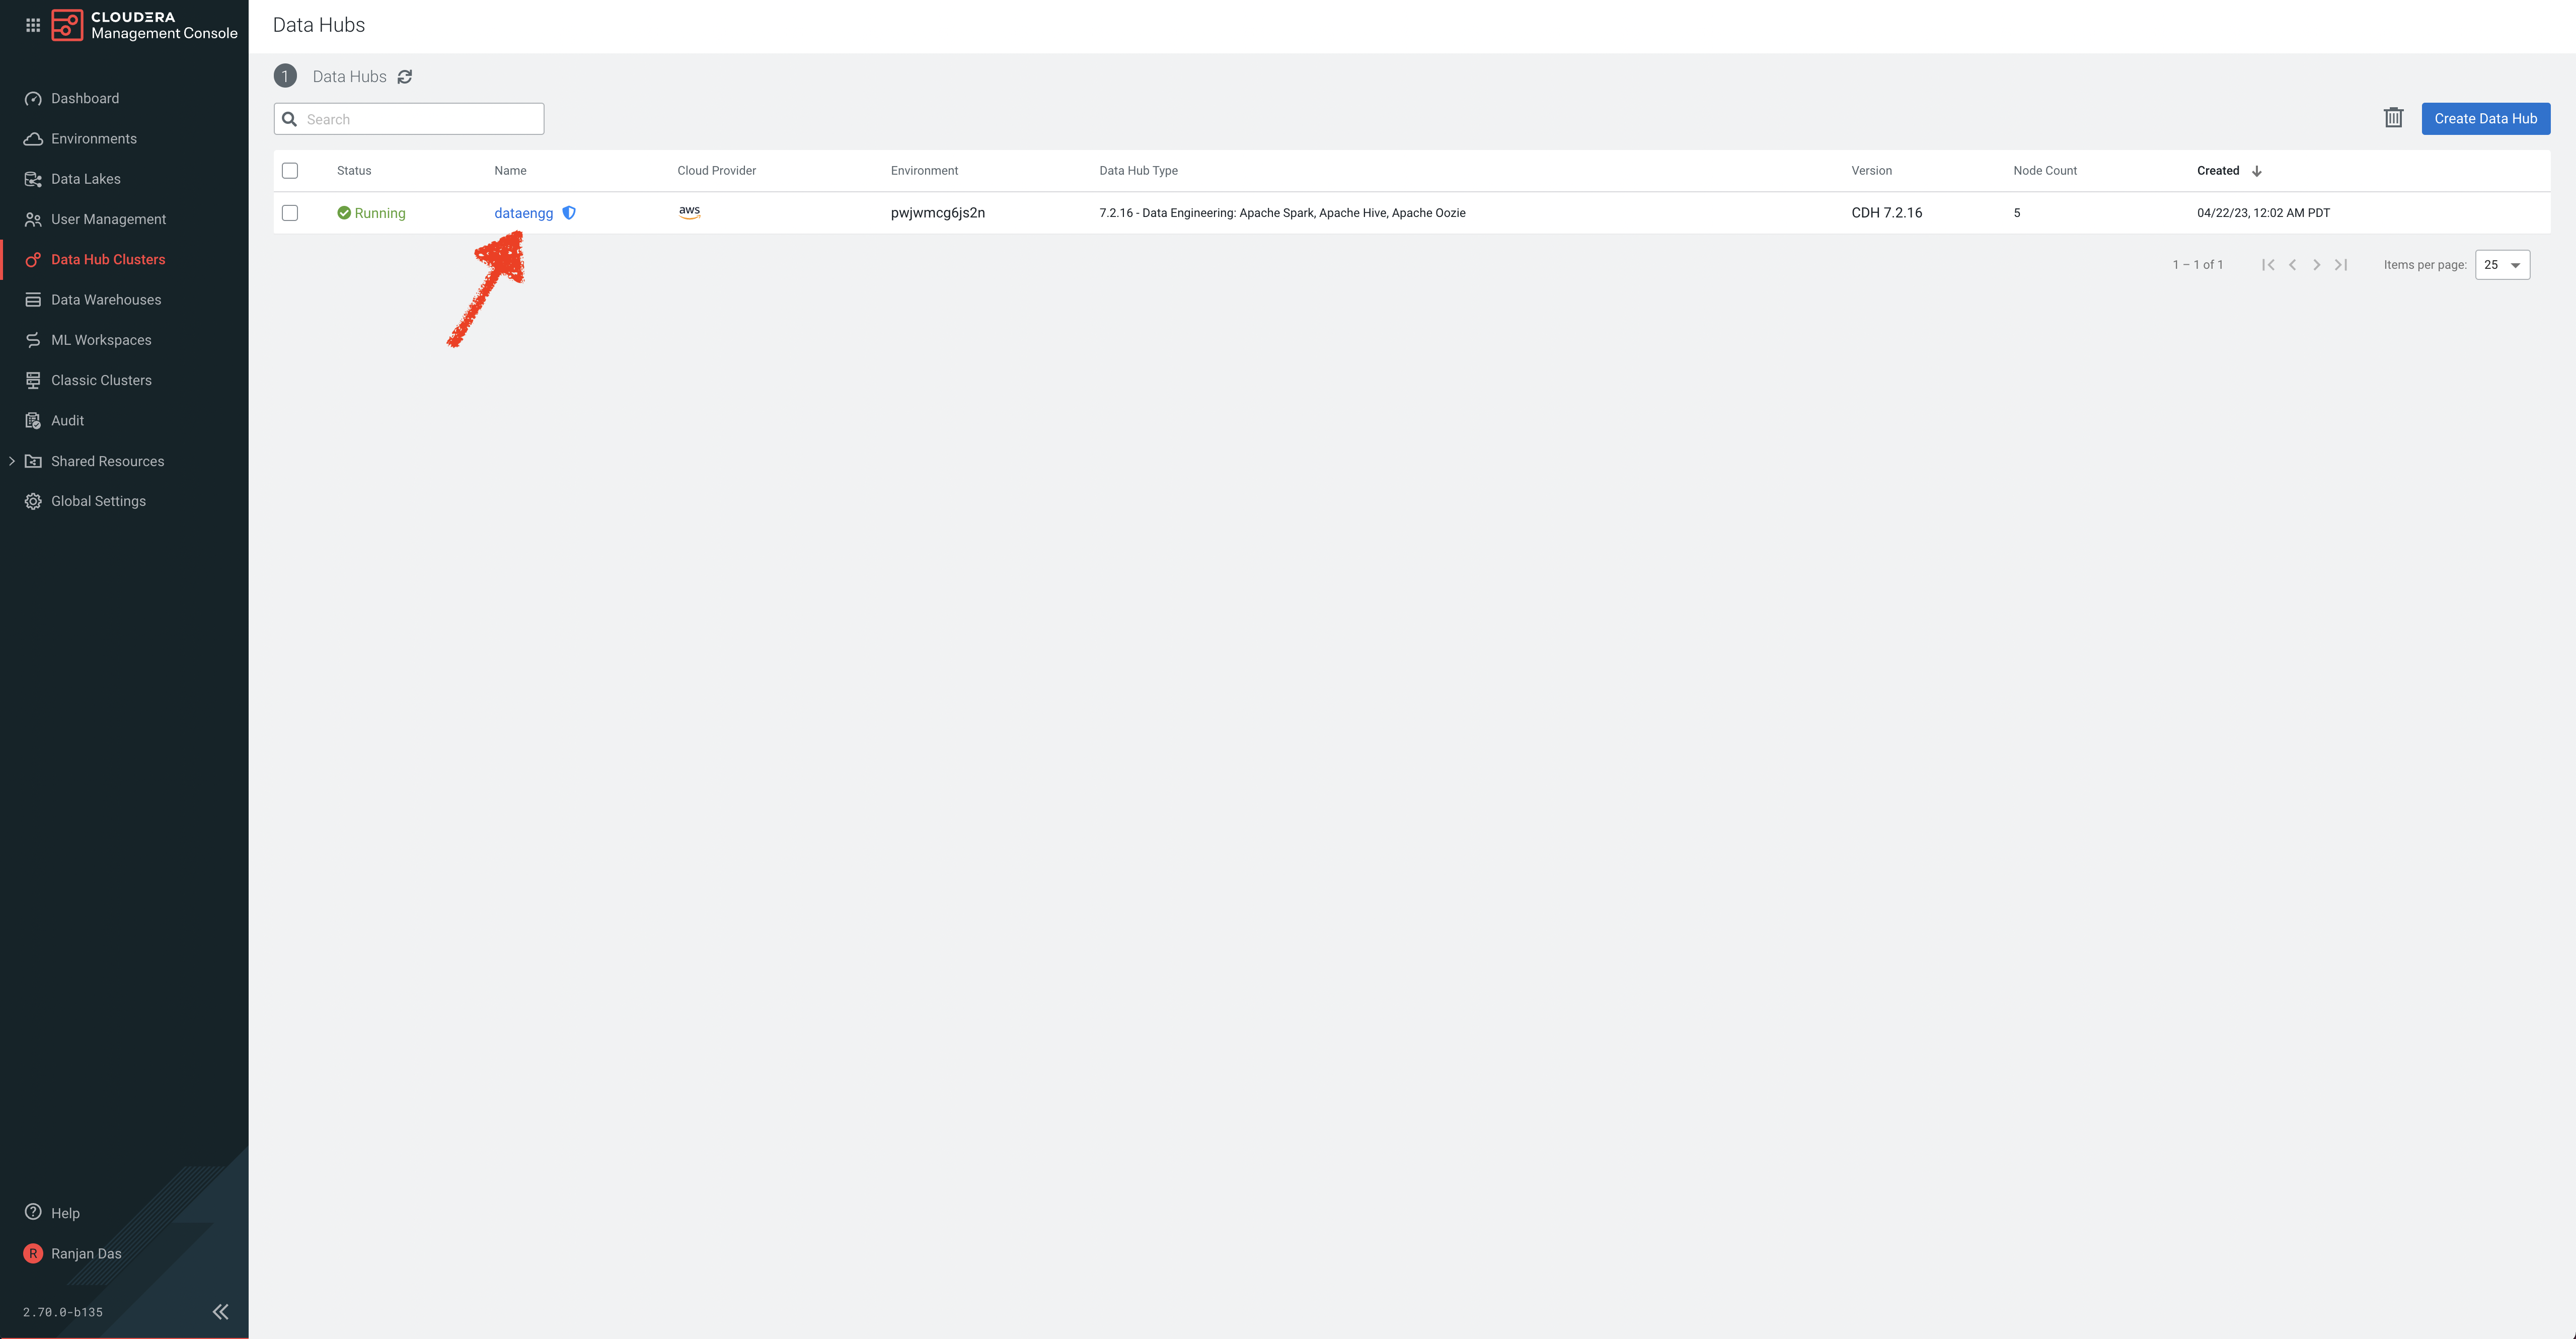 CLOUDERA
Management Console
Dashboard
Environments
Data Lakes
User Management
Data Hub Clusters
Data Warehouses
ML Workspaces
Classic Clusters
Audit
Shared Resources
Global Settings
Help
R Ranjan Das
2.70.0-b135
Data Hubs
1 Data Hubs
Search
Create Data Hub
Status Name Cloud Provider Environment Data Hub Type Version Node Count Created
Running dataengg aws pwjwmcg6js2n 7.2.16 - Data Engineering: Apache Spark, Apache Hive, Apache Oozie CDH 7.2.16 5 04/22/23, 12:02 AM PDT
1 – 1 of 1 Items per page: 25